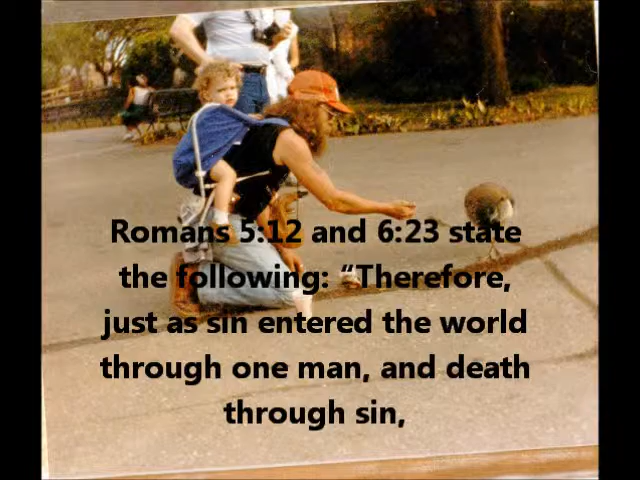 Romans 5:12 and 6:23 state
the following: “Therefore,
just as sin entered the world
through one man, and death
through sin,